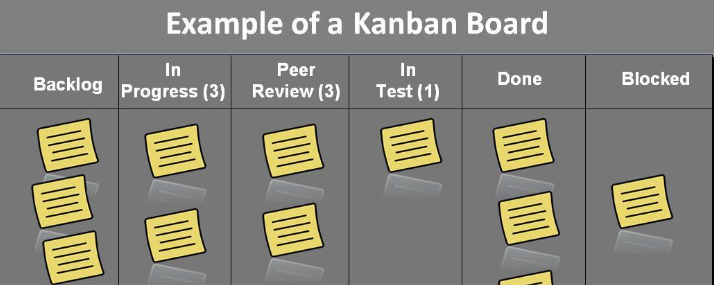 Example of a Kanban Board
Backlog
In
Progress (3)
Peer
Review (3)
In
Test (1)
Done
Blocked